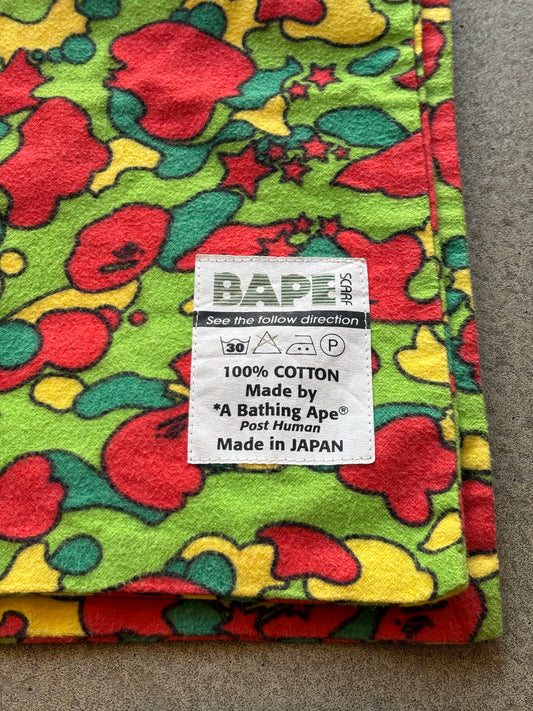 BAPE
SCARF
See the follow direction
30 P
100% COTTON
Made by
*A Bathing Ape®
Post Human
Made in JAPAN